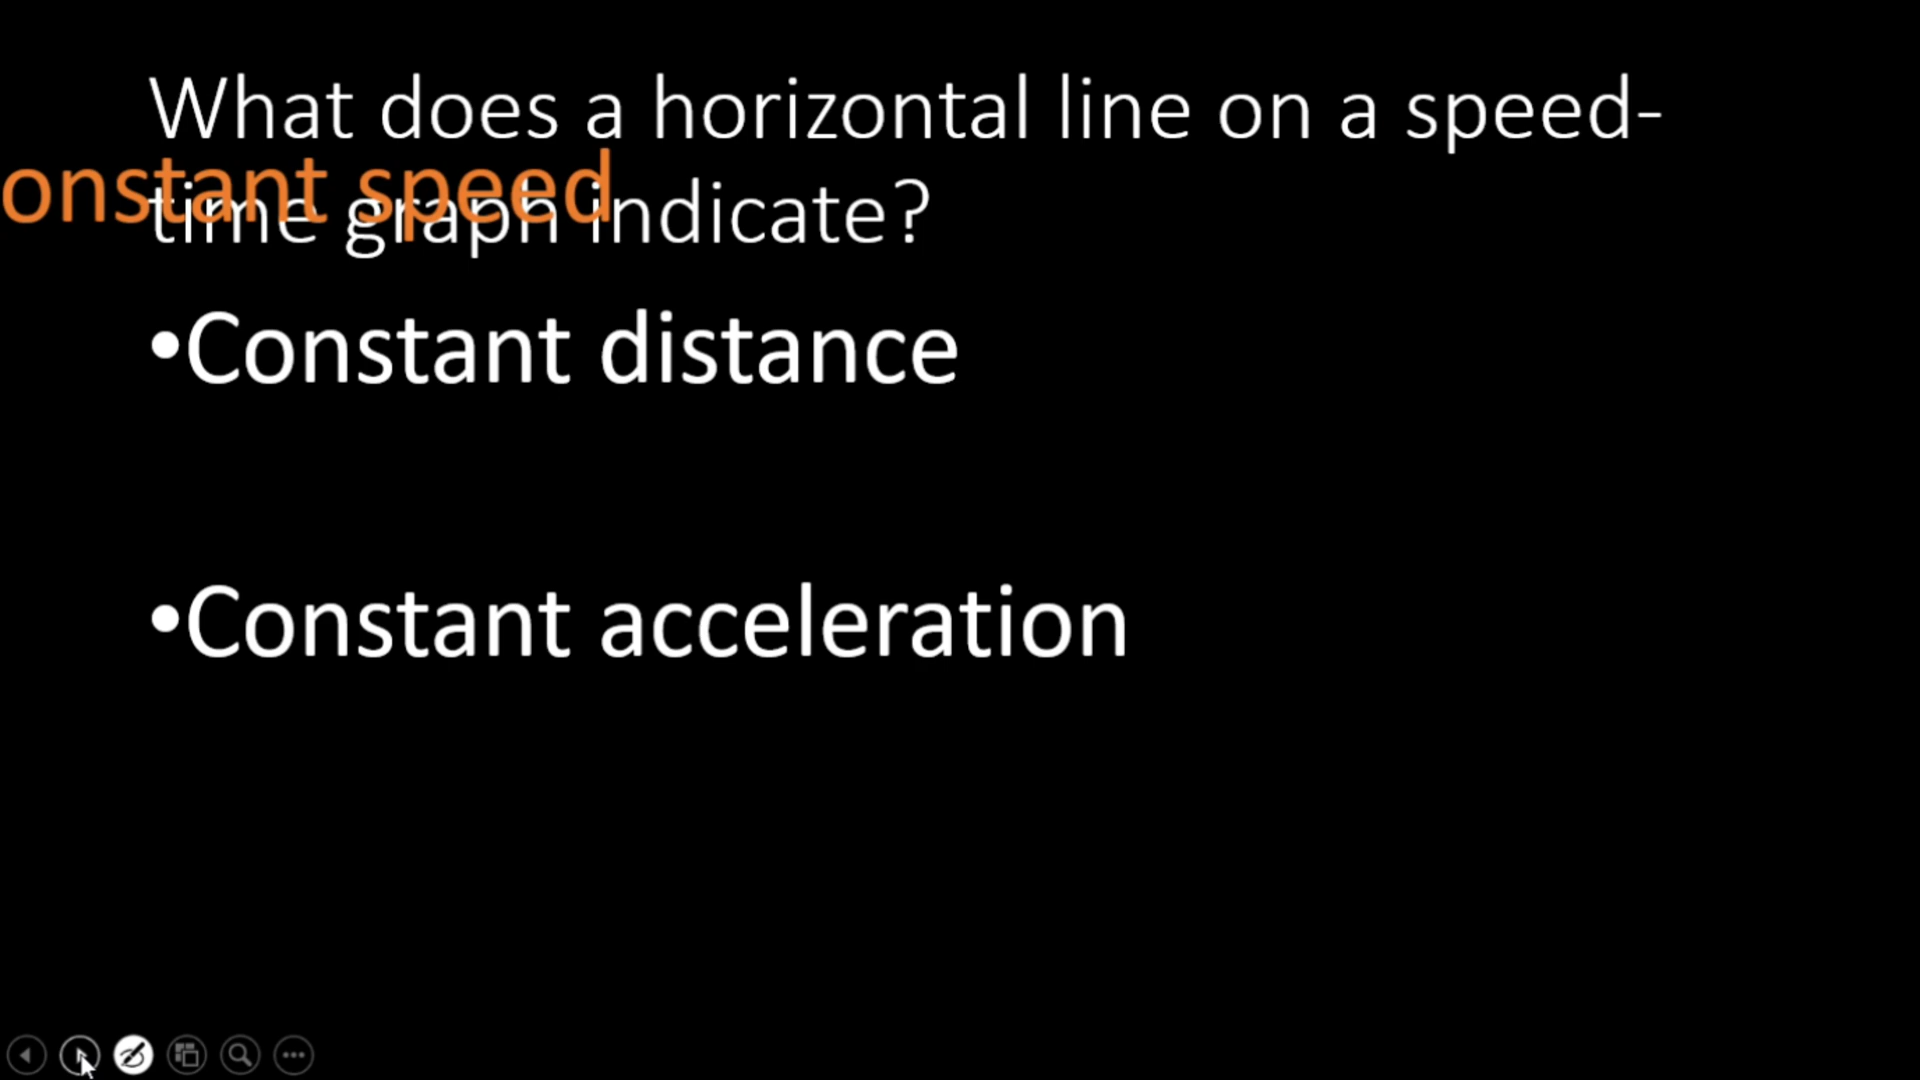 What does a horizontal line on a speed-
onstant speed
time graph indicate?
•Constant distance
•Constant acceleration